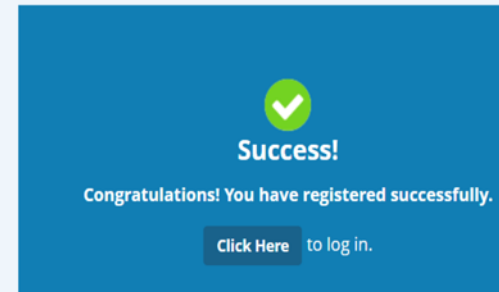 Success!
Congratulations! You have registered successfully.
Click Here to log in.